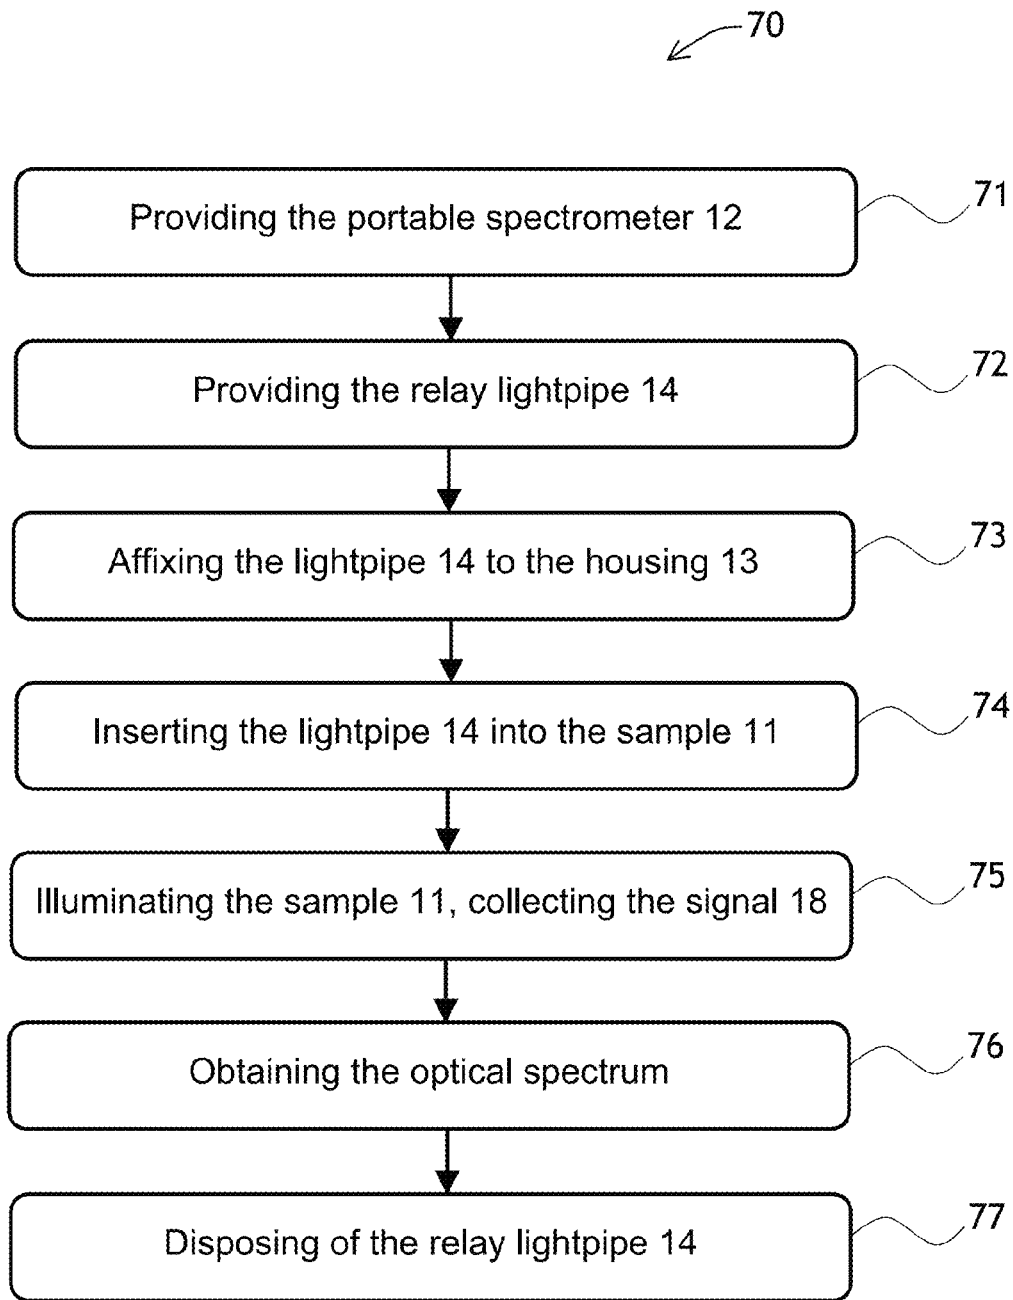 70
Providing the portable spectrometer 12
71
Providing the relay lightpipe 14
72
Affixing the lightpipe 14 to the housing 13
73
Inserting the lightpipe 14 into the sample 11
74
Illuminating the sample 11, collecting the signal 18
75
Obtaining the optical spectrum
76
Disposing of the relay lightpipe 14
77